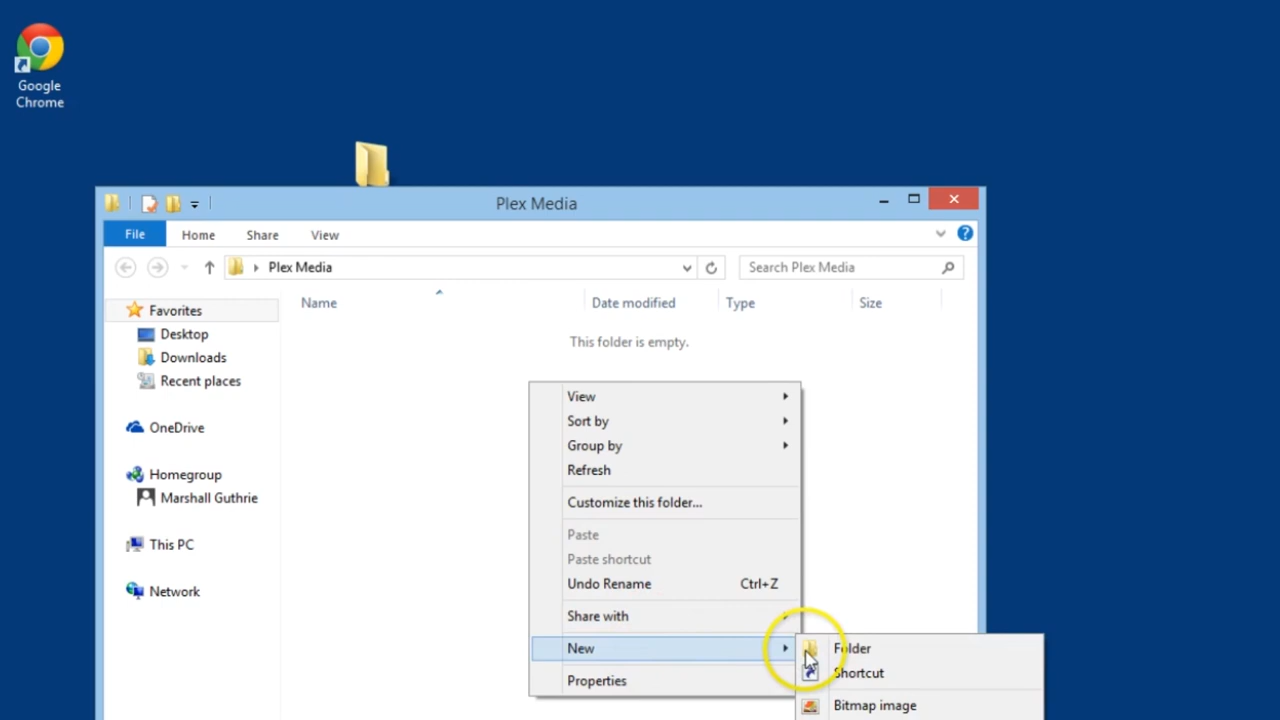 Google
Chrome
Plex Media
File Home Share View
Plex Media
Search Plex Media
Name Date modified Type Size
Favorites
Desktop
Downloads
Recent places
OneDrive
Homegroup
Marshall Guthrie
This PC
Network
This folder is empty.
View
Sort by
Group by
Refresh
Customize this folder...
Paste
Paste shortcut
Undo Rename Ctrl+Z
Share with
New
Properties
Folder
Shortcut
Bitmap image